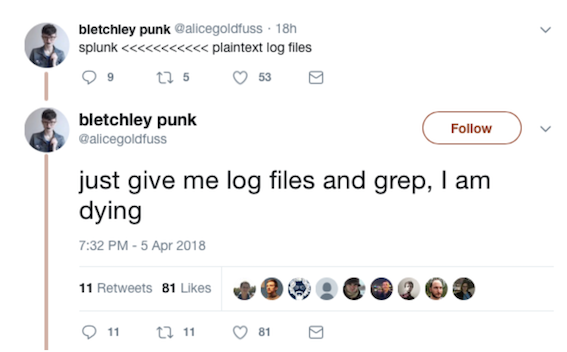 bletchley punk @alicegoldfuss · 18h
splunk <<<<<<<<<<< plaintext log files
9 5 53
bletchley punk
@alicegoldfuss
Follow
just give me log files and grep, I am
dying
7:32 PM - 5 Apr 2018
11 Retweets 81 Likes
11 11 81